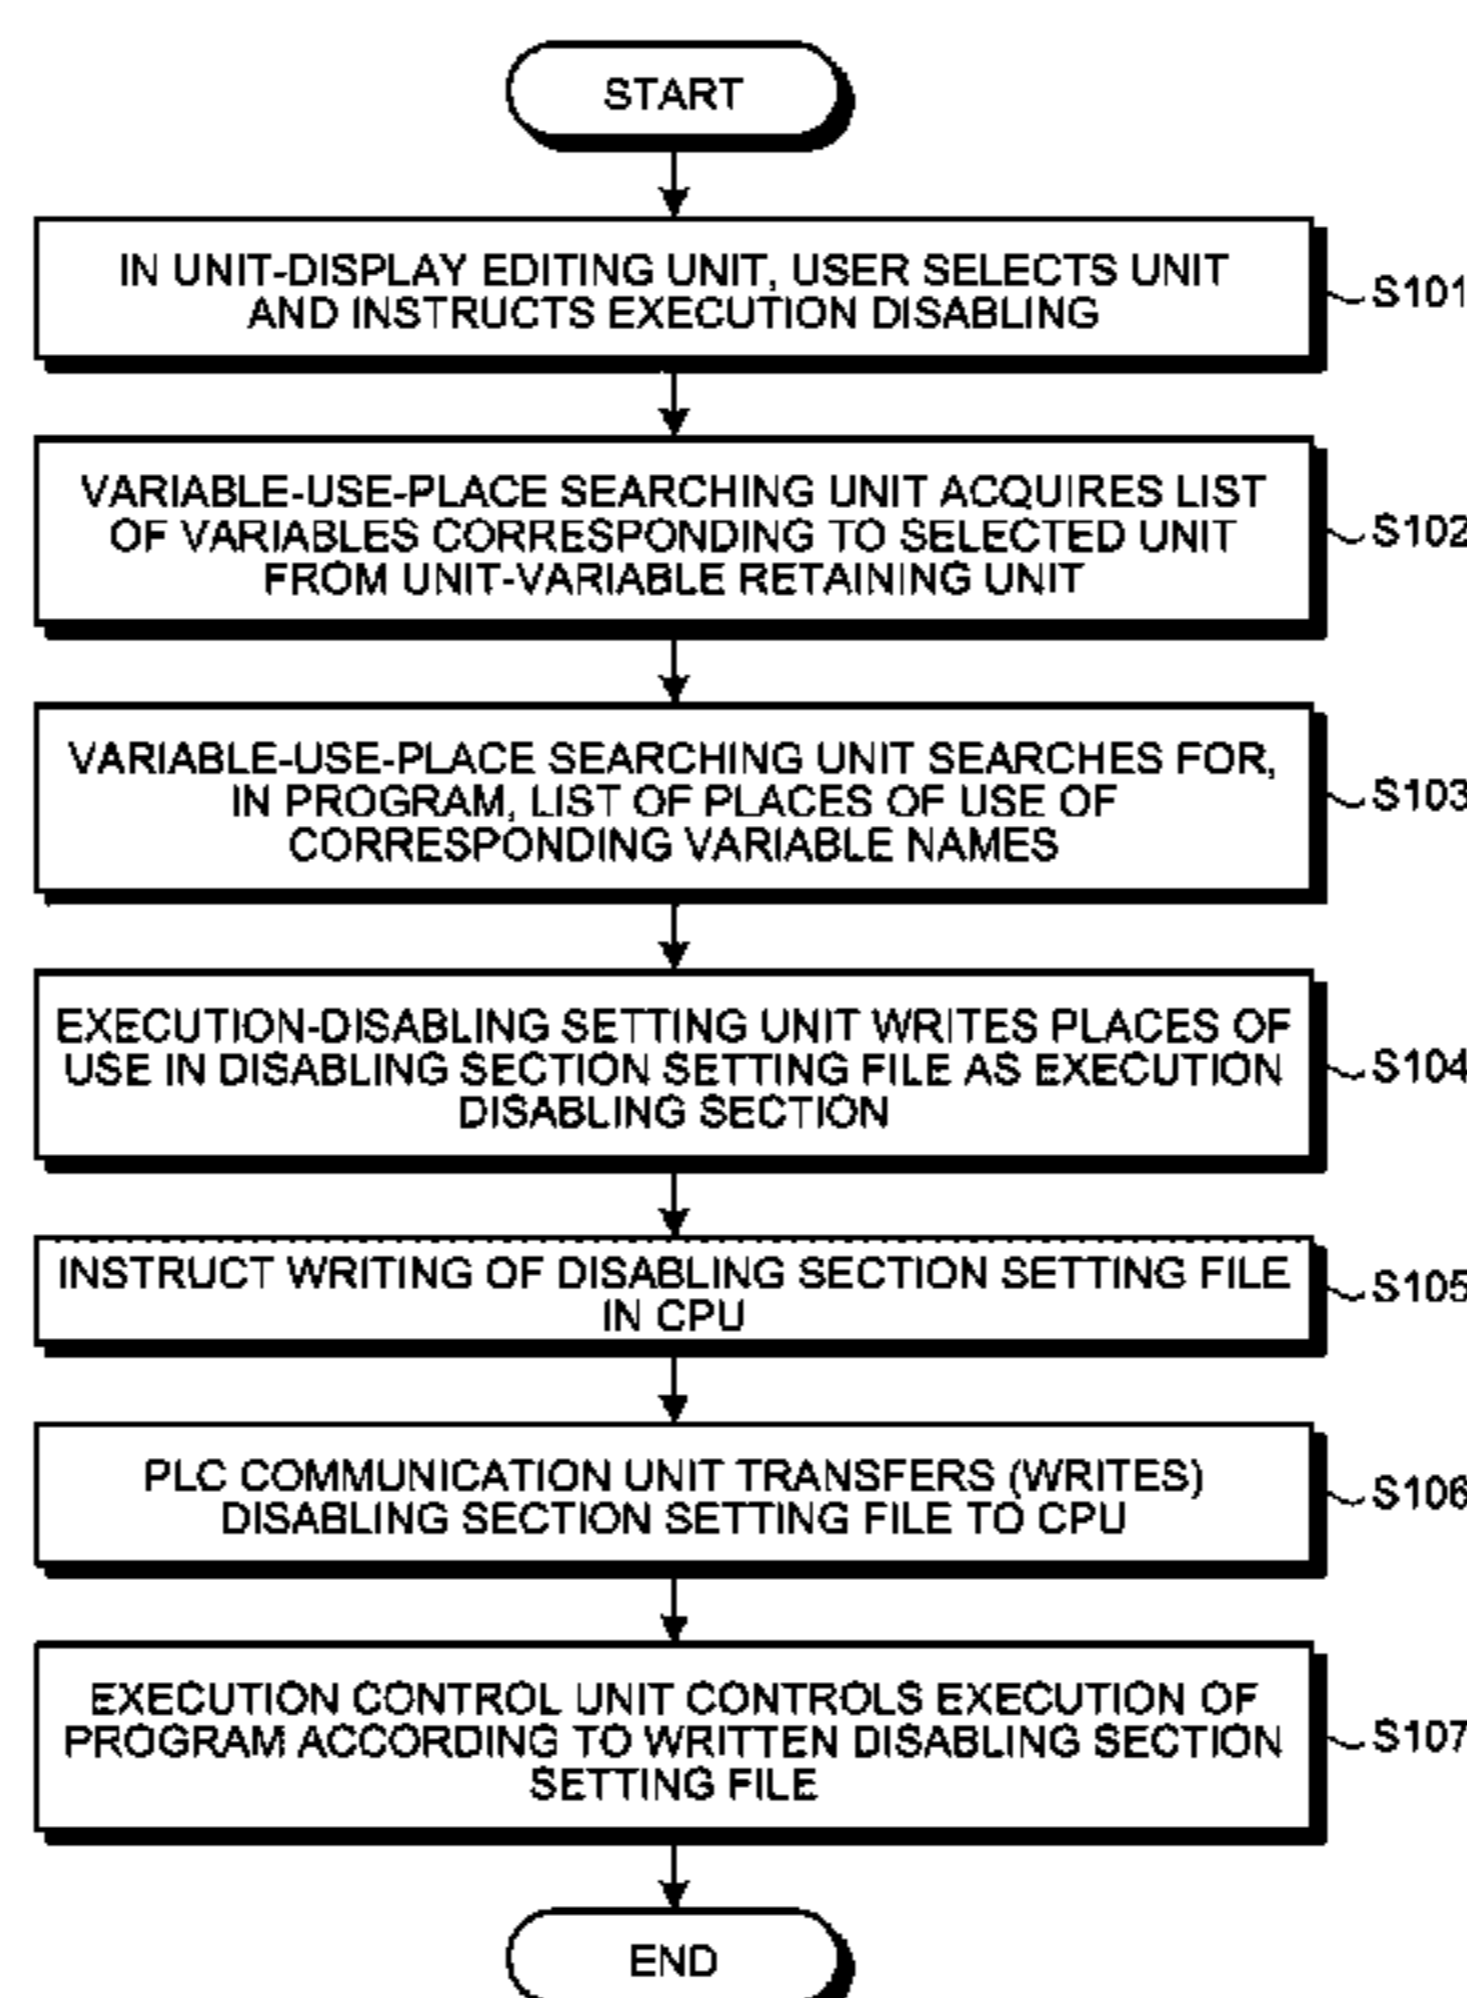 START
IN UNIT-DISPLAY EDITING UNIT, USER SELECTS UNIT
AND INSTRUCTS EXECUTION DISABLING
S101
VARIABLE-USE-PLACE SEARCHING UNIT ACQUIRES LIST
OF VARIABLES CORRESPONDING TO SELECTED UNIT
FROM UNIT-VARIABLE RETAINING UNIT
S102
VARIABLE-USE-PLACE SEARCHING UNIT SEARCHES FOR,
IN PROGRAM, LIST OF PLACES OF USE OF
CORRESPONDING VARIABLE NAMES
S103
EXECUTION-DISABLING SETTING UNIT WRITES PLACES OF
USE IN DISABLING SECTION SETTING FILE AS EXECUTION
DISABLING SECTION
S104
INSTRUCT WRITING OF DISABLING SECTION SETTING FILE
IN CPU
S105
PLC COMMUNICATION UNIT TRANSFERS (WRITES)
DISABLING SECTION SETTING FILE TO CPU
S106
EXECUTION CONTROL UNIT CONTROLS EXECUTION OF
PROGRAM ACCORDING TO WRITTEN DISABLING SECTION
SETTING FILE
S107
END